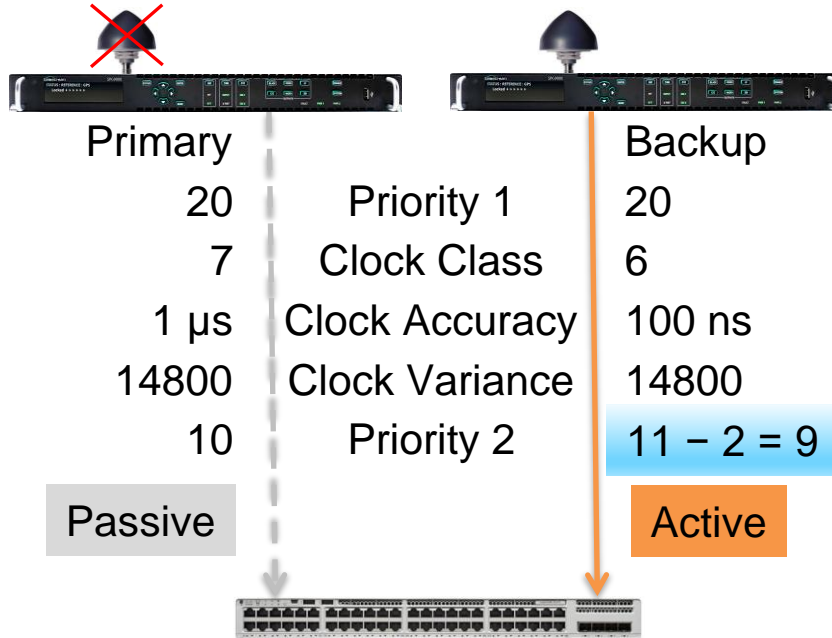 Primary Backup
20 Priority 1 20
7 Clock Class 6
1 µs Clock Accuracy 100 ns
14800 Clock Variance 14800
10 Priority 2 11 − 2 = 9
Passive Active